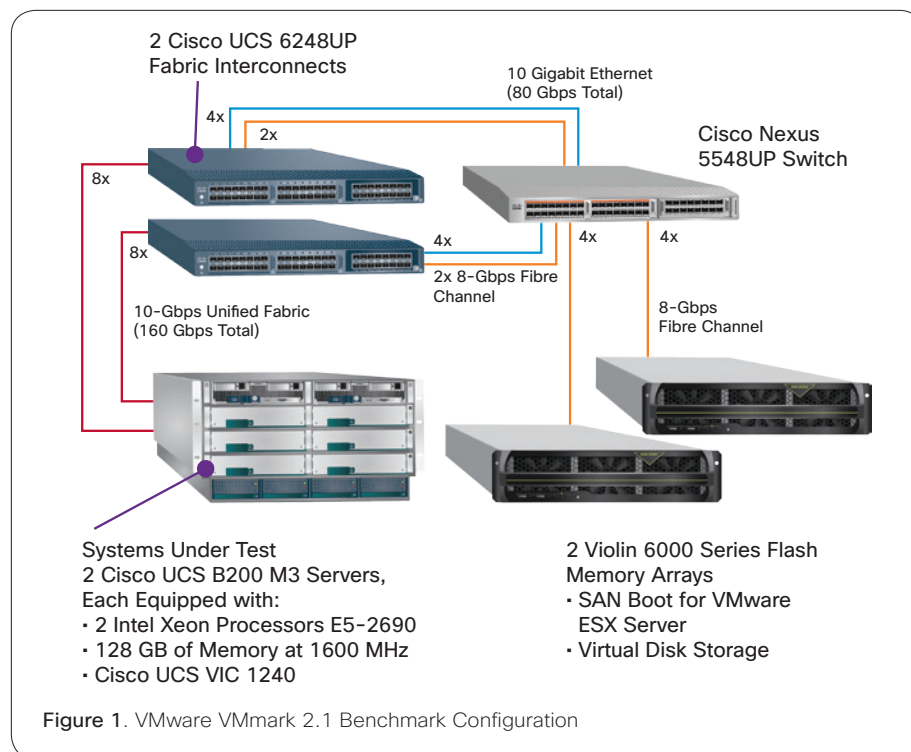 2 Cisco UCS 6248UP
Fabric Interconnects
10 Gigabit Ethernet
(80 Gbps Total)
4x
2x
Cisco Nexus
5548UP Switch
8x
8x
4x
4x
4x
2x 8-Gbps Fibre
Channel
10-Gbps Unified Fabric
(160 Gbps Total)
8-Gbps
Fibre Channel
Systems Under Test
2 Cisco UCS B200 M3 Servers,
Each Equipped with:
• 2 Intel Xeon Processors E5-2690
• 128 GB of Memory at 1600 MHz
• Cisco UCS VIC 1240
2 Violin 6000 Series Flash
Memory Arrays
• SAN Boot for VMware
ESX Server
• Virtual Disk Storage
Figure 1. VMware VMmark 2.1 Benchmark Configuration